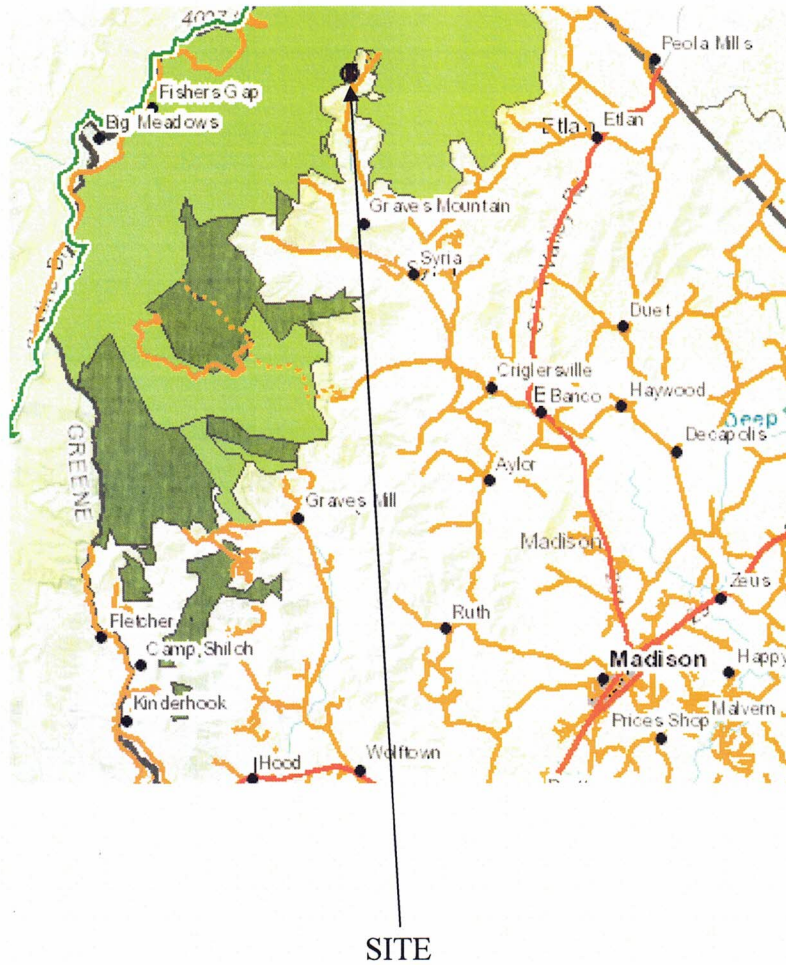 Peola Mills
Fishers Gap
Big Meadows
Etlan
Etlan
Graves Mountain
Syria
Duet
Criglersville
Haywood
Banco
Decapolis
Aylor
GREENE
Graves Mill
Madison
Zeus
Ruth
Fletcher
Camp Shiloh
Madison
Happy
Malvern
Kinderhook
Prices Shop
Wolftown
Hood
SITE